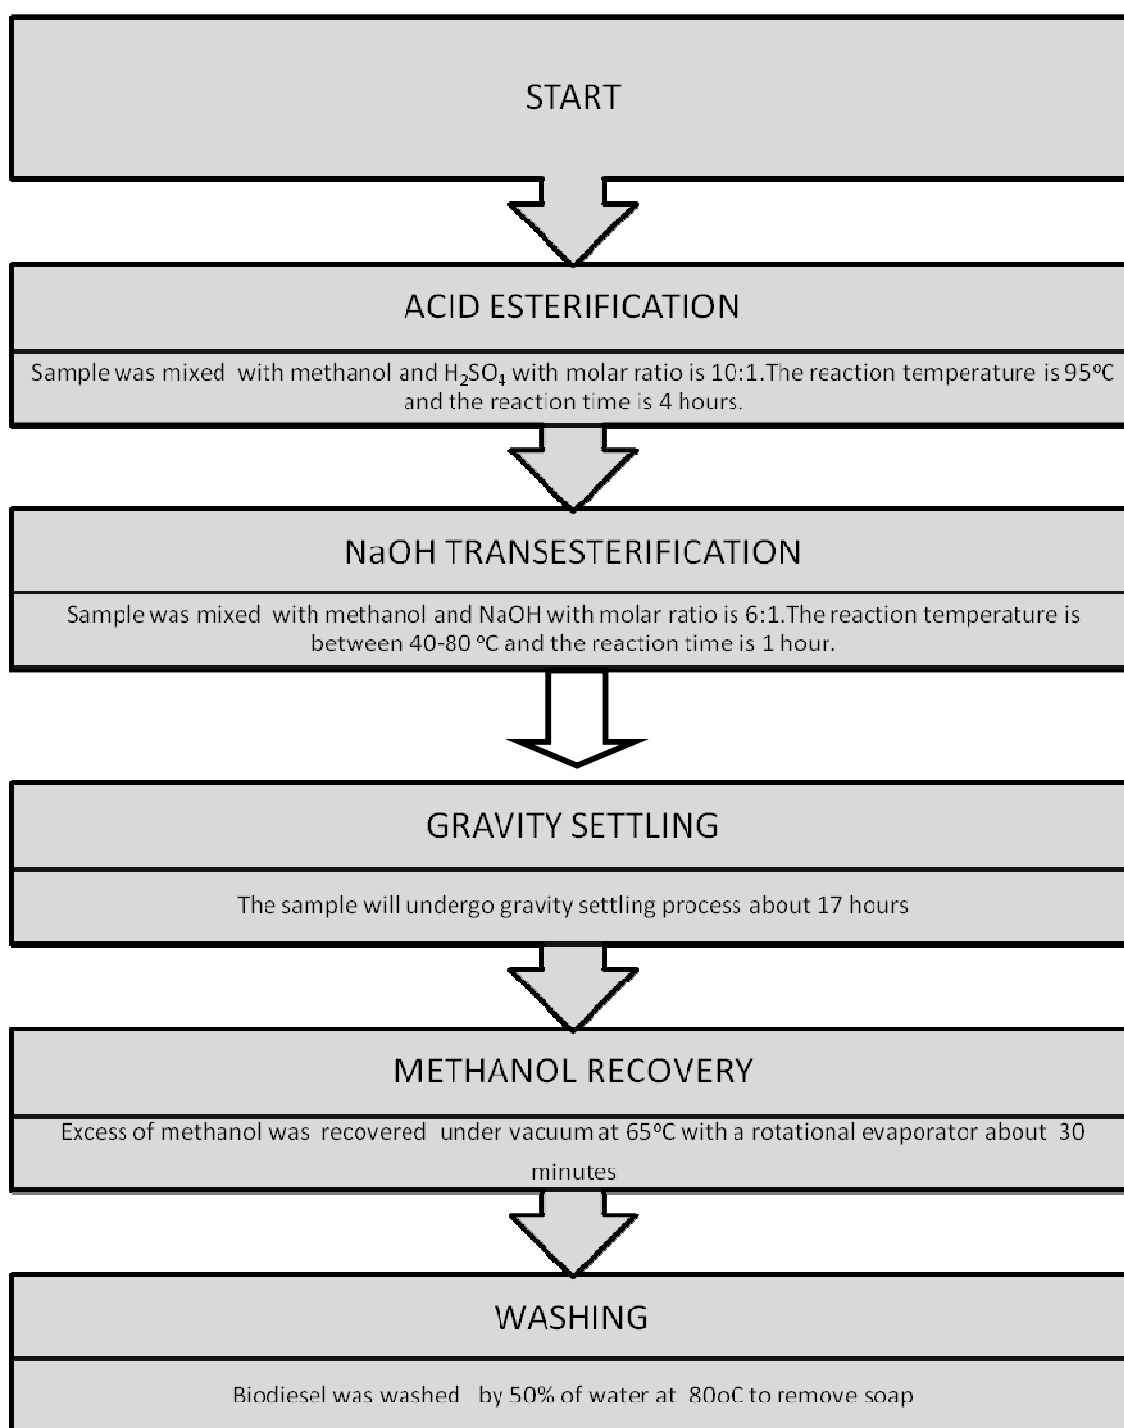 START
ACID ESTERIFICATION
Sample was mixed with methanol and H₂SO₄ with molar ratio is 10:1.The reaction temperature is 95ºC
and the reaction time is 4 hours.
NaOH TRANSESTERIFICATION
Sample was mixed with methanol and NaOH with molar ratio is 6:1.The reaction temperature is
between 40-80 ºC and the reaction time is 1 hour.
GRAVITY SETTLING
The sample will undergo gravity settling process about 17 hours
METHANOL RECOVERY
Excess of methanol was recovered under vacuum at 65ºC with a rotational evaporator about 30
minutes
WASHING
Biodiesel was washed by 50% of water at 80oC to remove soap